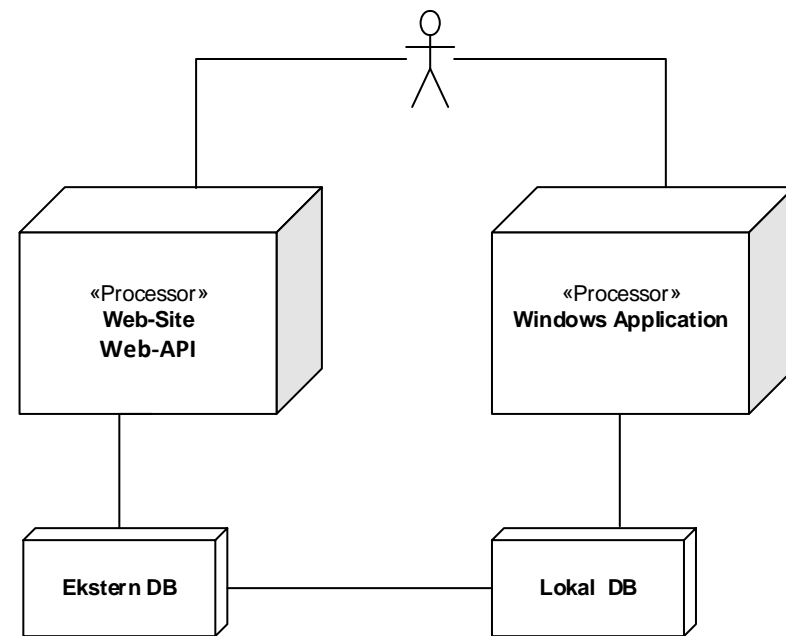 «Processor»
Web-Site
Web-API
«Processor»
Windows Application
Ekstern DB
Lokal DB